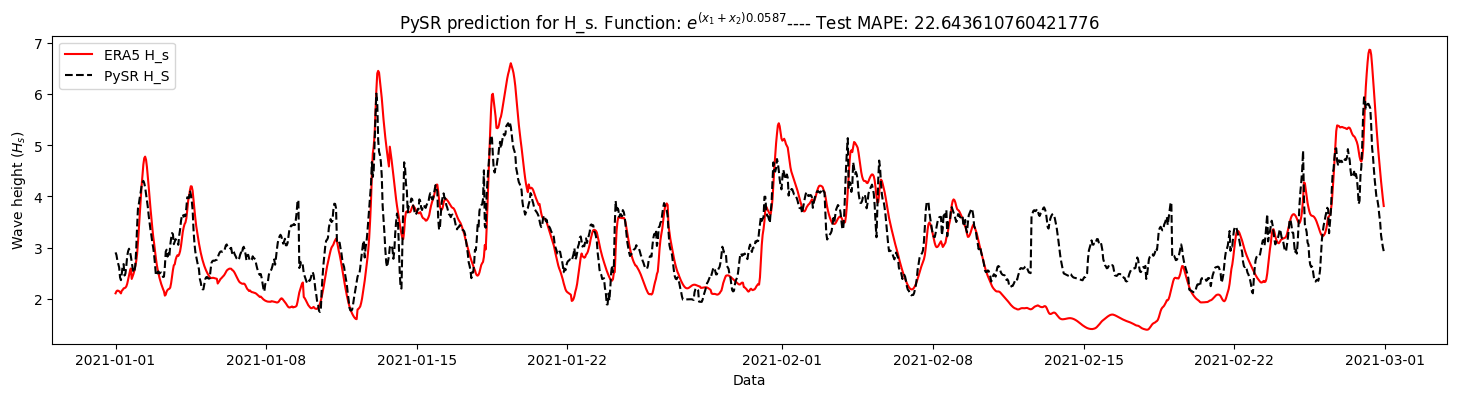 PySR prediction for H_s. Function: e^{(x_1+x_2)0.0587}---- Test MAPE: 22.643610760421776
ERA5 H_s
PySR H_S
Wave height (H_s)
7
6
5
4
3
2
2021-01-01 2021-01-08 2021-01-15 2021-01-22 2021-02-01 2021-02-08 2021-02-15 2021-02-22 2021-03-01
Data